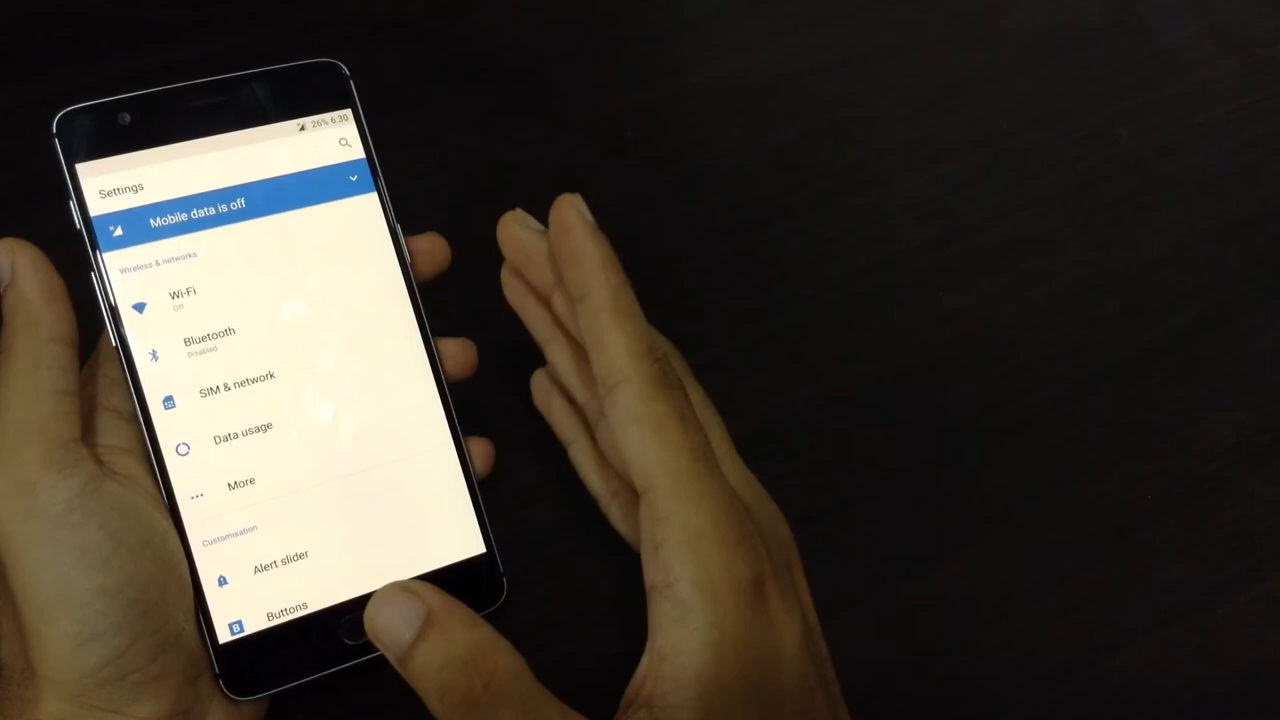 26% 6:30
Settings
Mobile data is off
Wireless & networks
Wi-Fi
Off
Bluetooth
Disabled
SIM & network
Data usage
More
Customisation
Alert slider
B Buttons